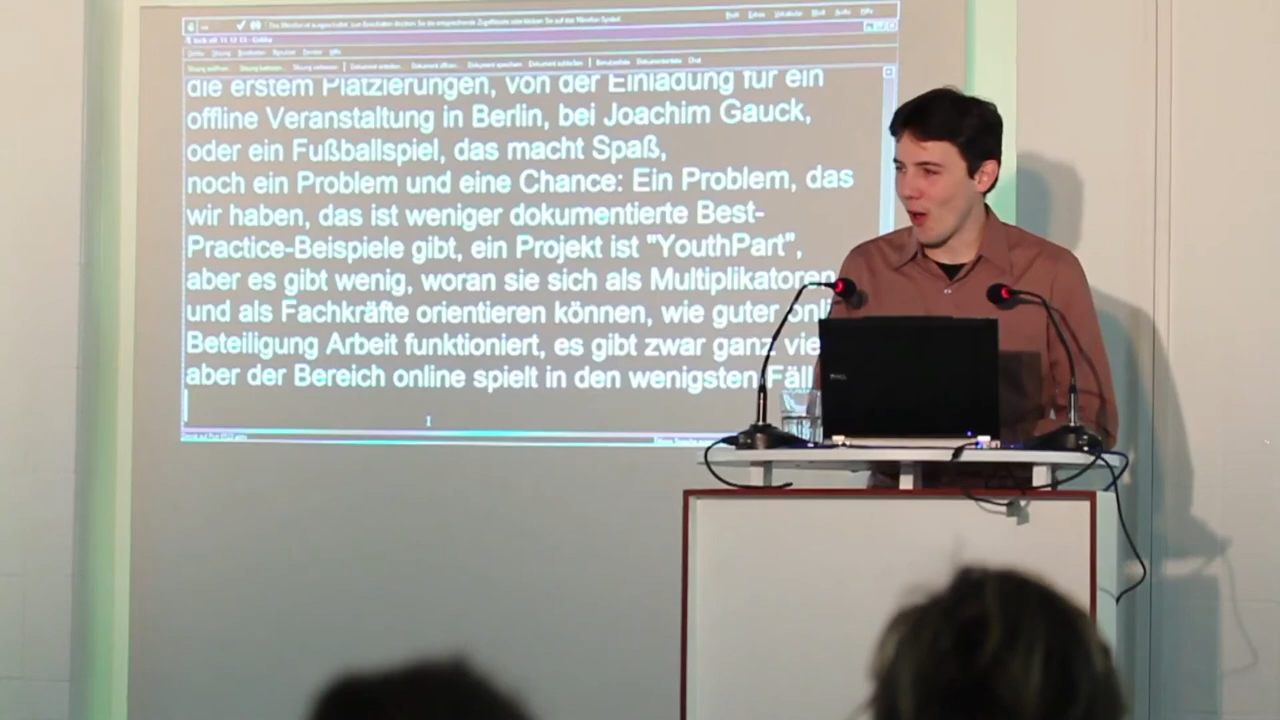 die erstem Platzierungen, von der Einladung für ein
offline Veranstaltung in Berlin, bei Joachim Gauck,
oder ein Fußballspiel, das macht Spaß,
noch ein Problem und eine Chance: Ein Problem, das
wir haben, das ist weniger dokumentierte Best-
Practice-Beispiele gibt, ein Projekt ist "YouthPart",
aber es gibt wenig, woran sie sich als Multiplikatoren
und als Fachkräfte orientieren können, wie guter onli
Beteiligung Arbeit funktioniert, es gibt zwar ganz vie
aber der Bereich online spielt in den wenigsten Fäll